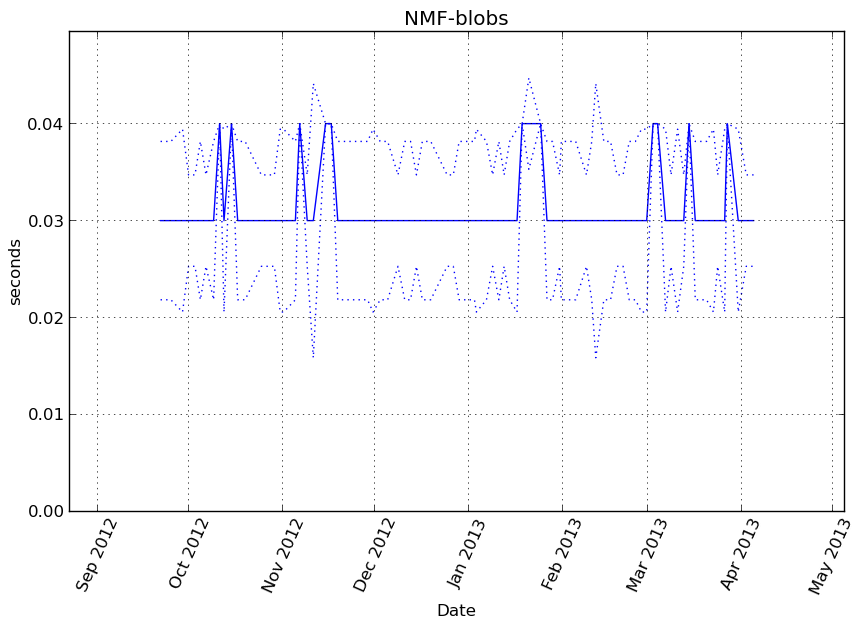 NMF-blobs
0.04
0.03
0.02
0.01
0.00
seconds
Sep 2012
Oct 2012
Nov 2012
Dec 2012
Jan 2013
Feb 2013
Mar 2013
Apr 2013
May 2013
Date